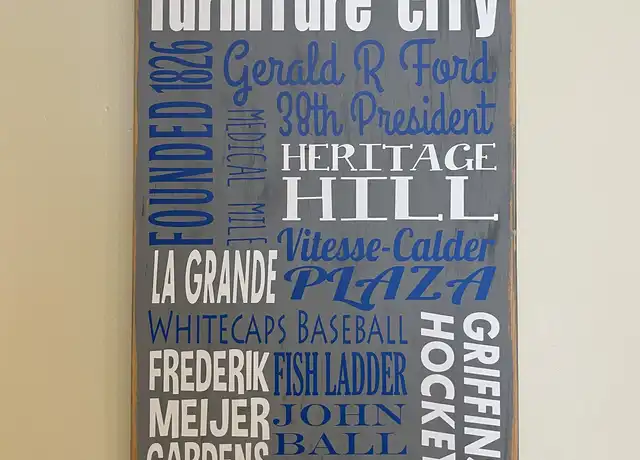 Furniture City
FOUNDED 1826
Gerald R Ford
38th President
MEDICAL MILE
HERITAGE
HILL
Vitesse-Calder
PLAZA
LA GRANDE
WHITECAPS BASEBALL
FREDERIK
MEIJER
GARDENS
FISH LADDER
JOHN
BALL
GRIFFINS
HOCKEY